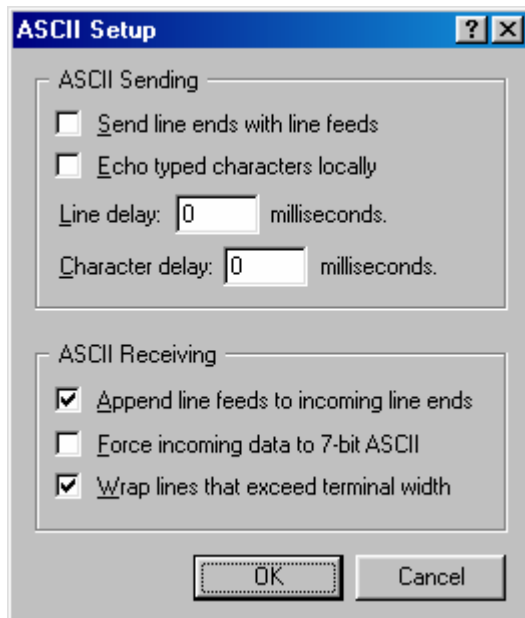 ASCII Setup
ASCII Sending
Send line ends with line feeds
Echo typed characters locally
Line delay: 0 milliseconds.
Character delay: 0 milliseconds.
ASCII Receiving
Append line feeds to incoming line ends
Force incoming data to 7-bit ASCII
Wrap lines that exceed terminal width
OK Cancel